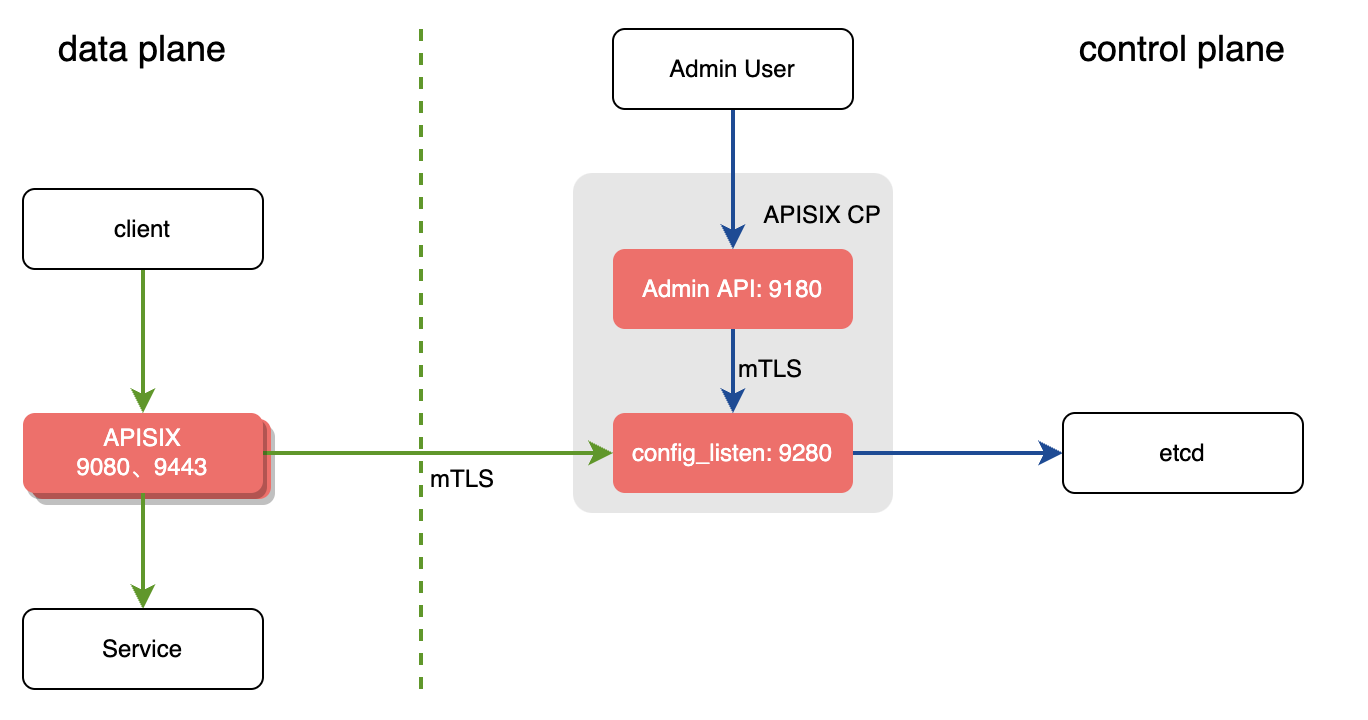 data plane
control plane
Admin User
client
APISIX CP
Admin API: 9180
mTLS
APISIX
9080、9443
mTLS
config_listen: 9280
etcd
Service